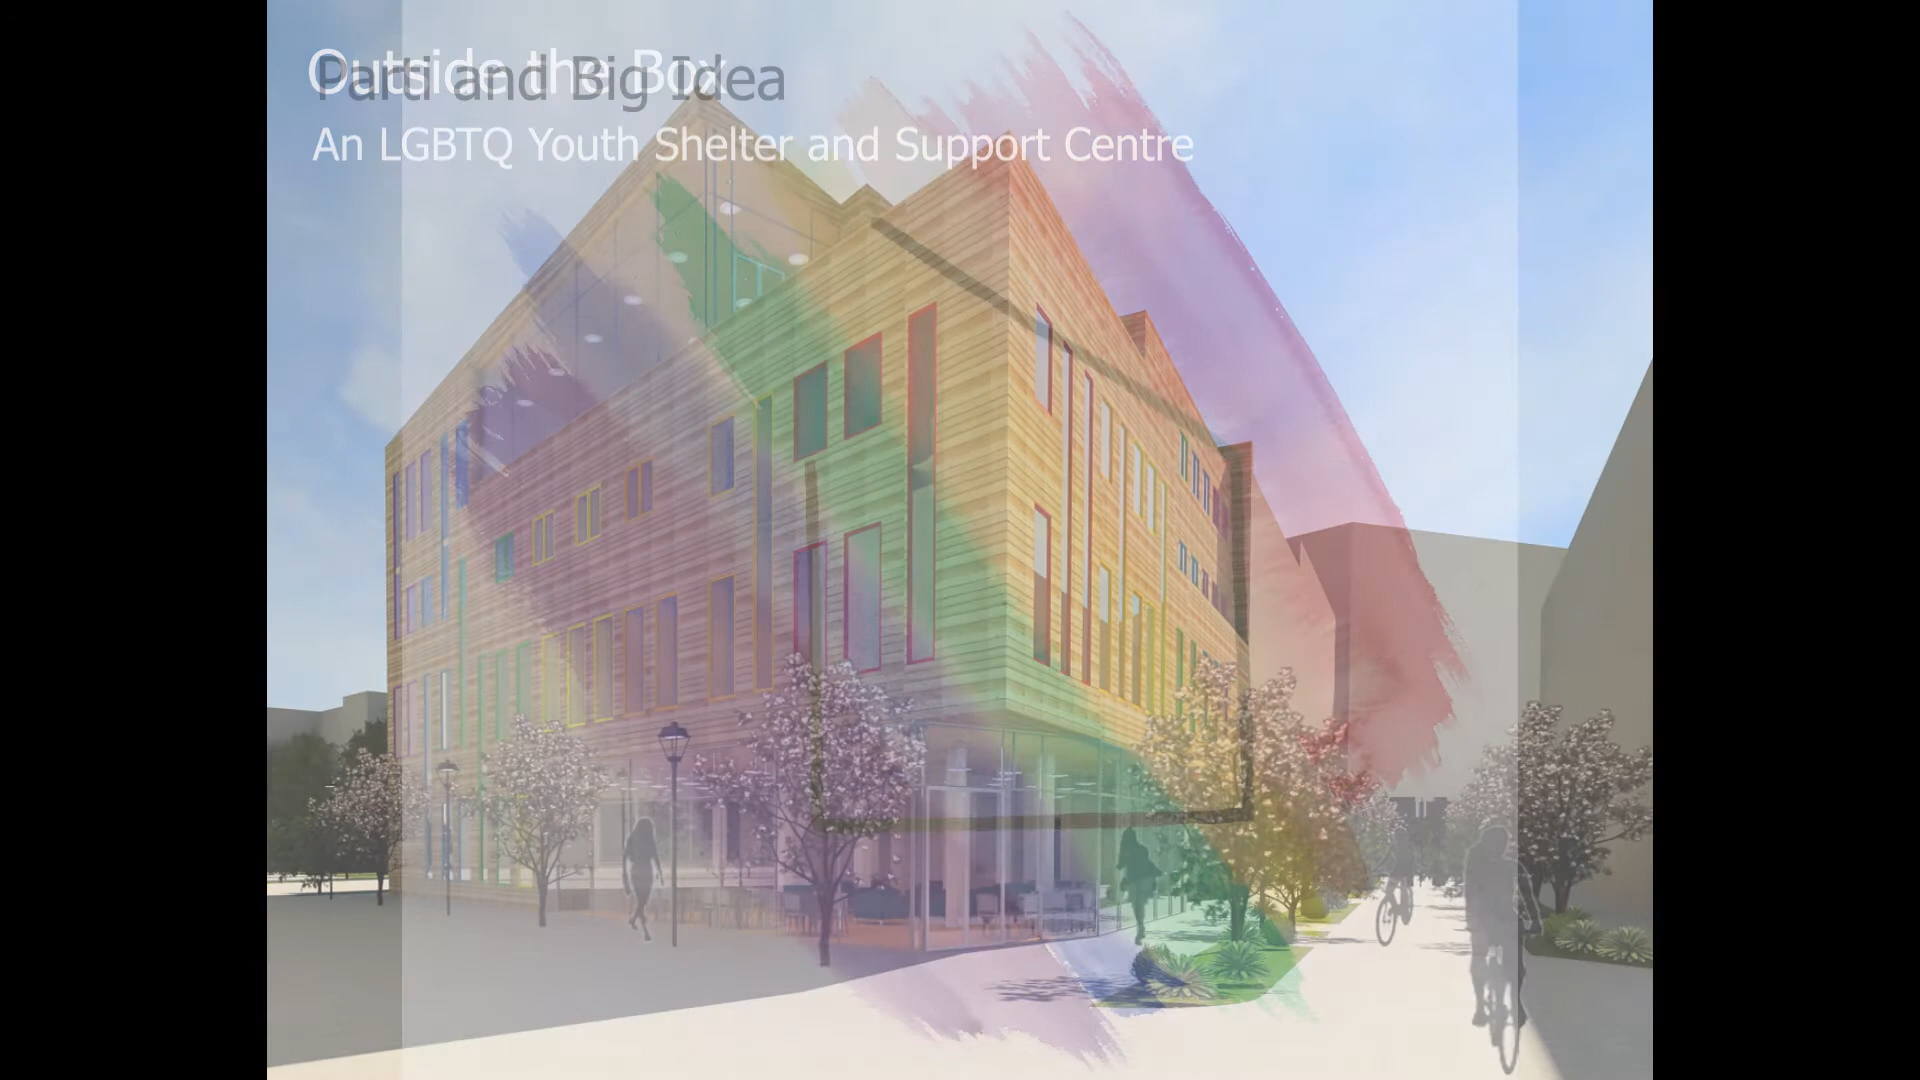 Outside the Box
Parti and Big Idea
An LGBTQ Youth Shelter and Support Centre